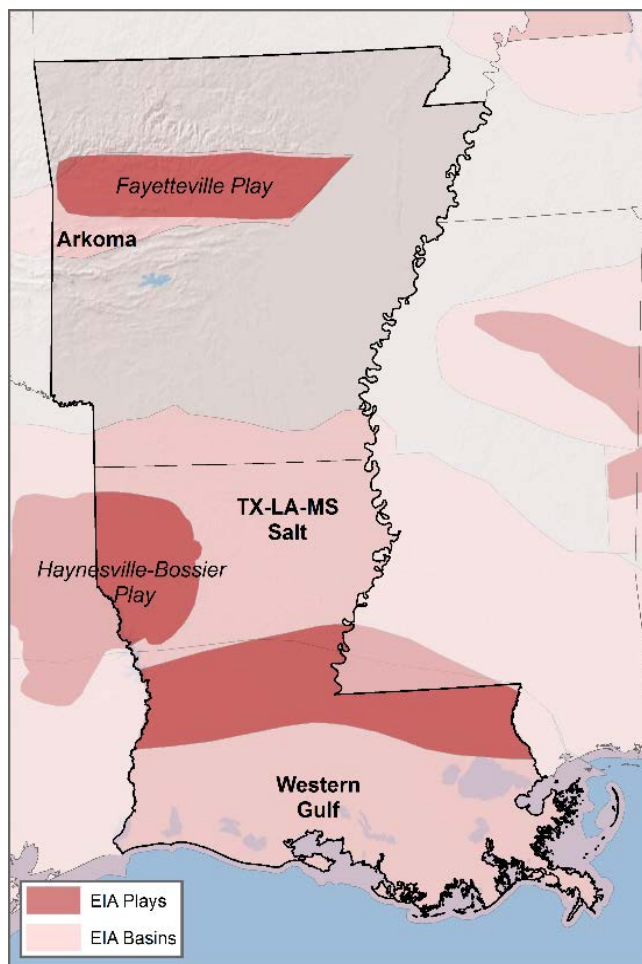 Fayetteville Play
Arkoma
TX-LA-MS
Salt
Haynesville-Bossier
Play
Western
Gulf
EIA Plays
EIA Basins